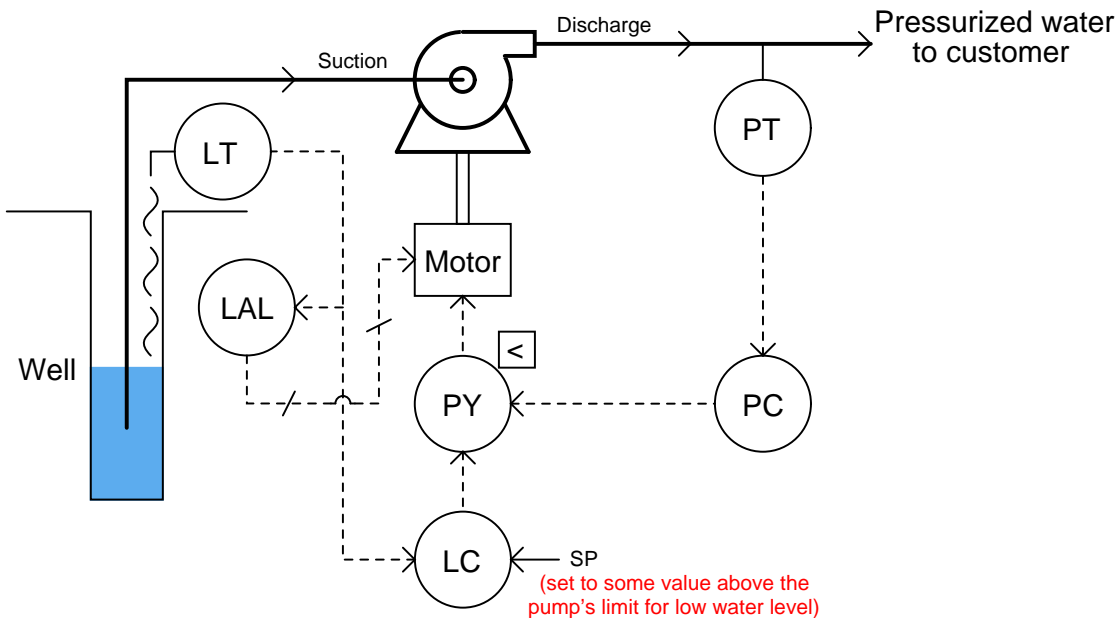 Pressurized water
to customer
Discharge
Suction
LT
PT
Motor
LAL
<
Well
PY
PC
LC
SP
(set to some value above the
pump's limit for low water level)